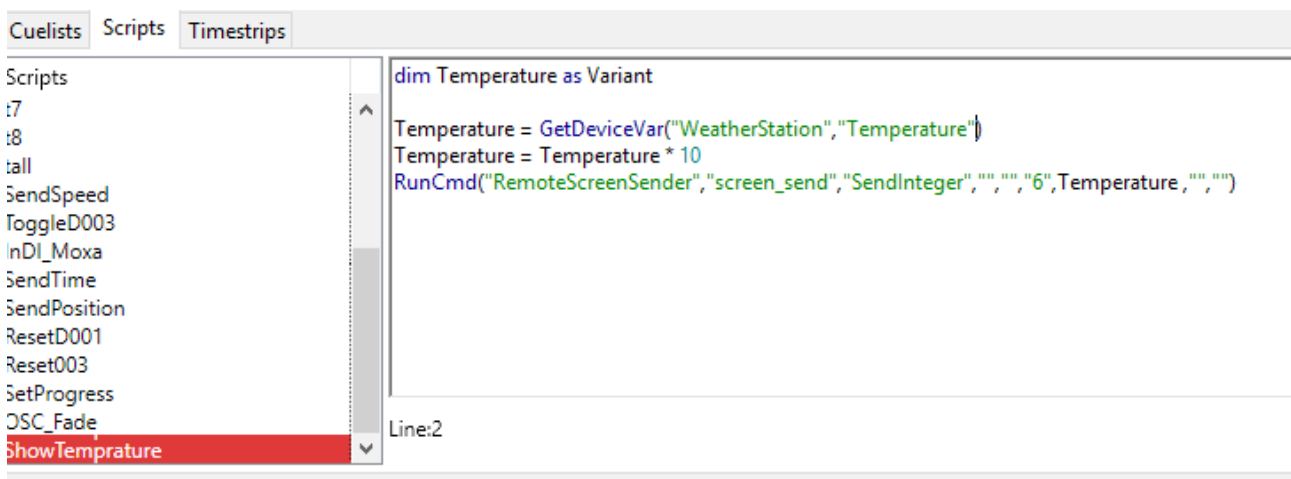 Cuelists Scripts Timestrips
Scripts
t7
t8
tall
SendSpeed
ToggleD003
InDI_Moxa
SendTime
SendPosition
ResetD001
Reset003
SetProgress
OSC_Fade
ShowTemprature
dim Temperature as Variant
Temperature = GetDeviceVar("WeatherStation","Temperature")
Temperature = Temperature * 10
RunCmd("RemoteScreenSender","screen_send","SendInteger","","","6",Temperature ,"","")
Line:2